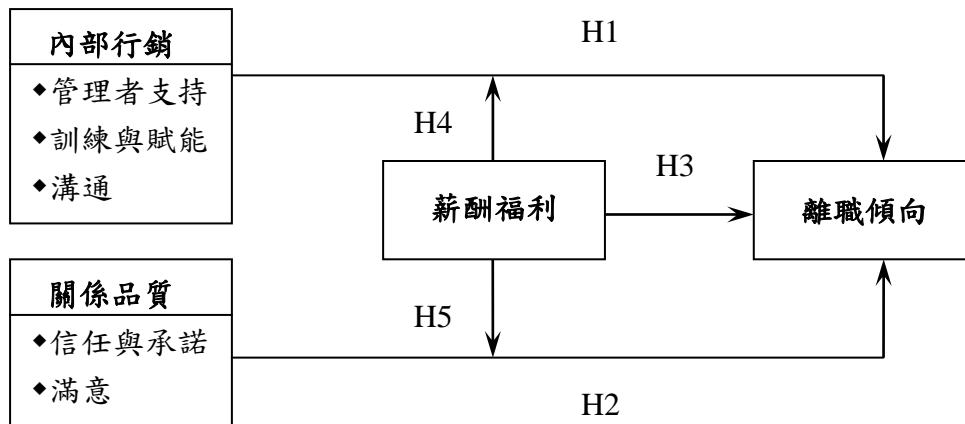 內部行銷
◆管理者支持
◆訓練與賦能
◆溝通
H1
H4
薪酬福利
H3
離職傾向
關係品質
◆信任與承諾
◆滿意
H5
H2